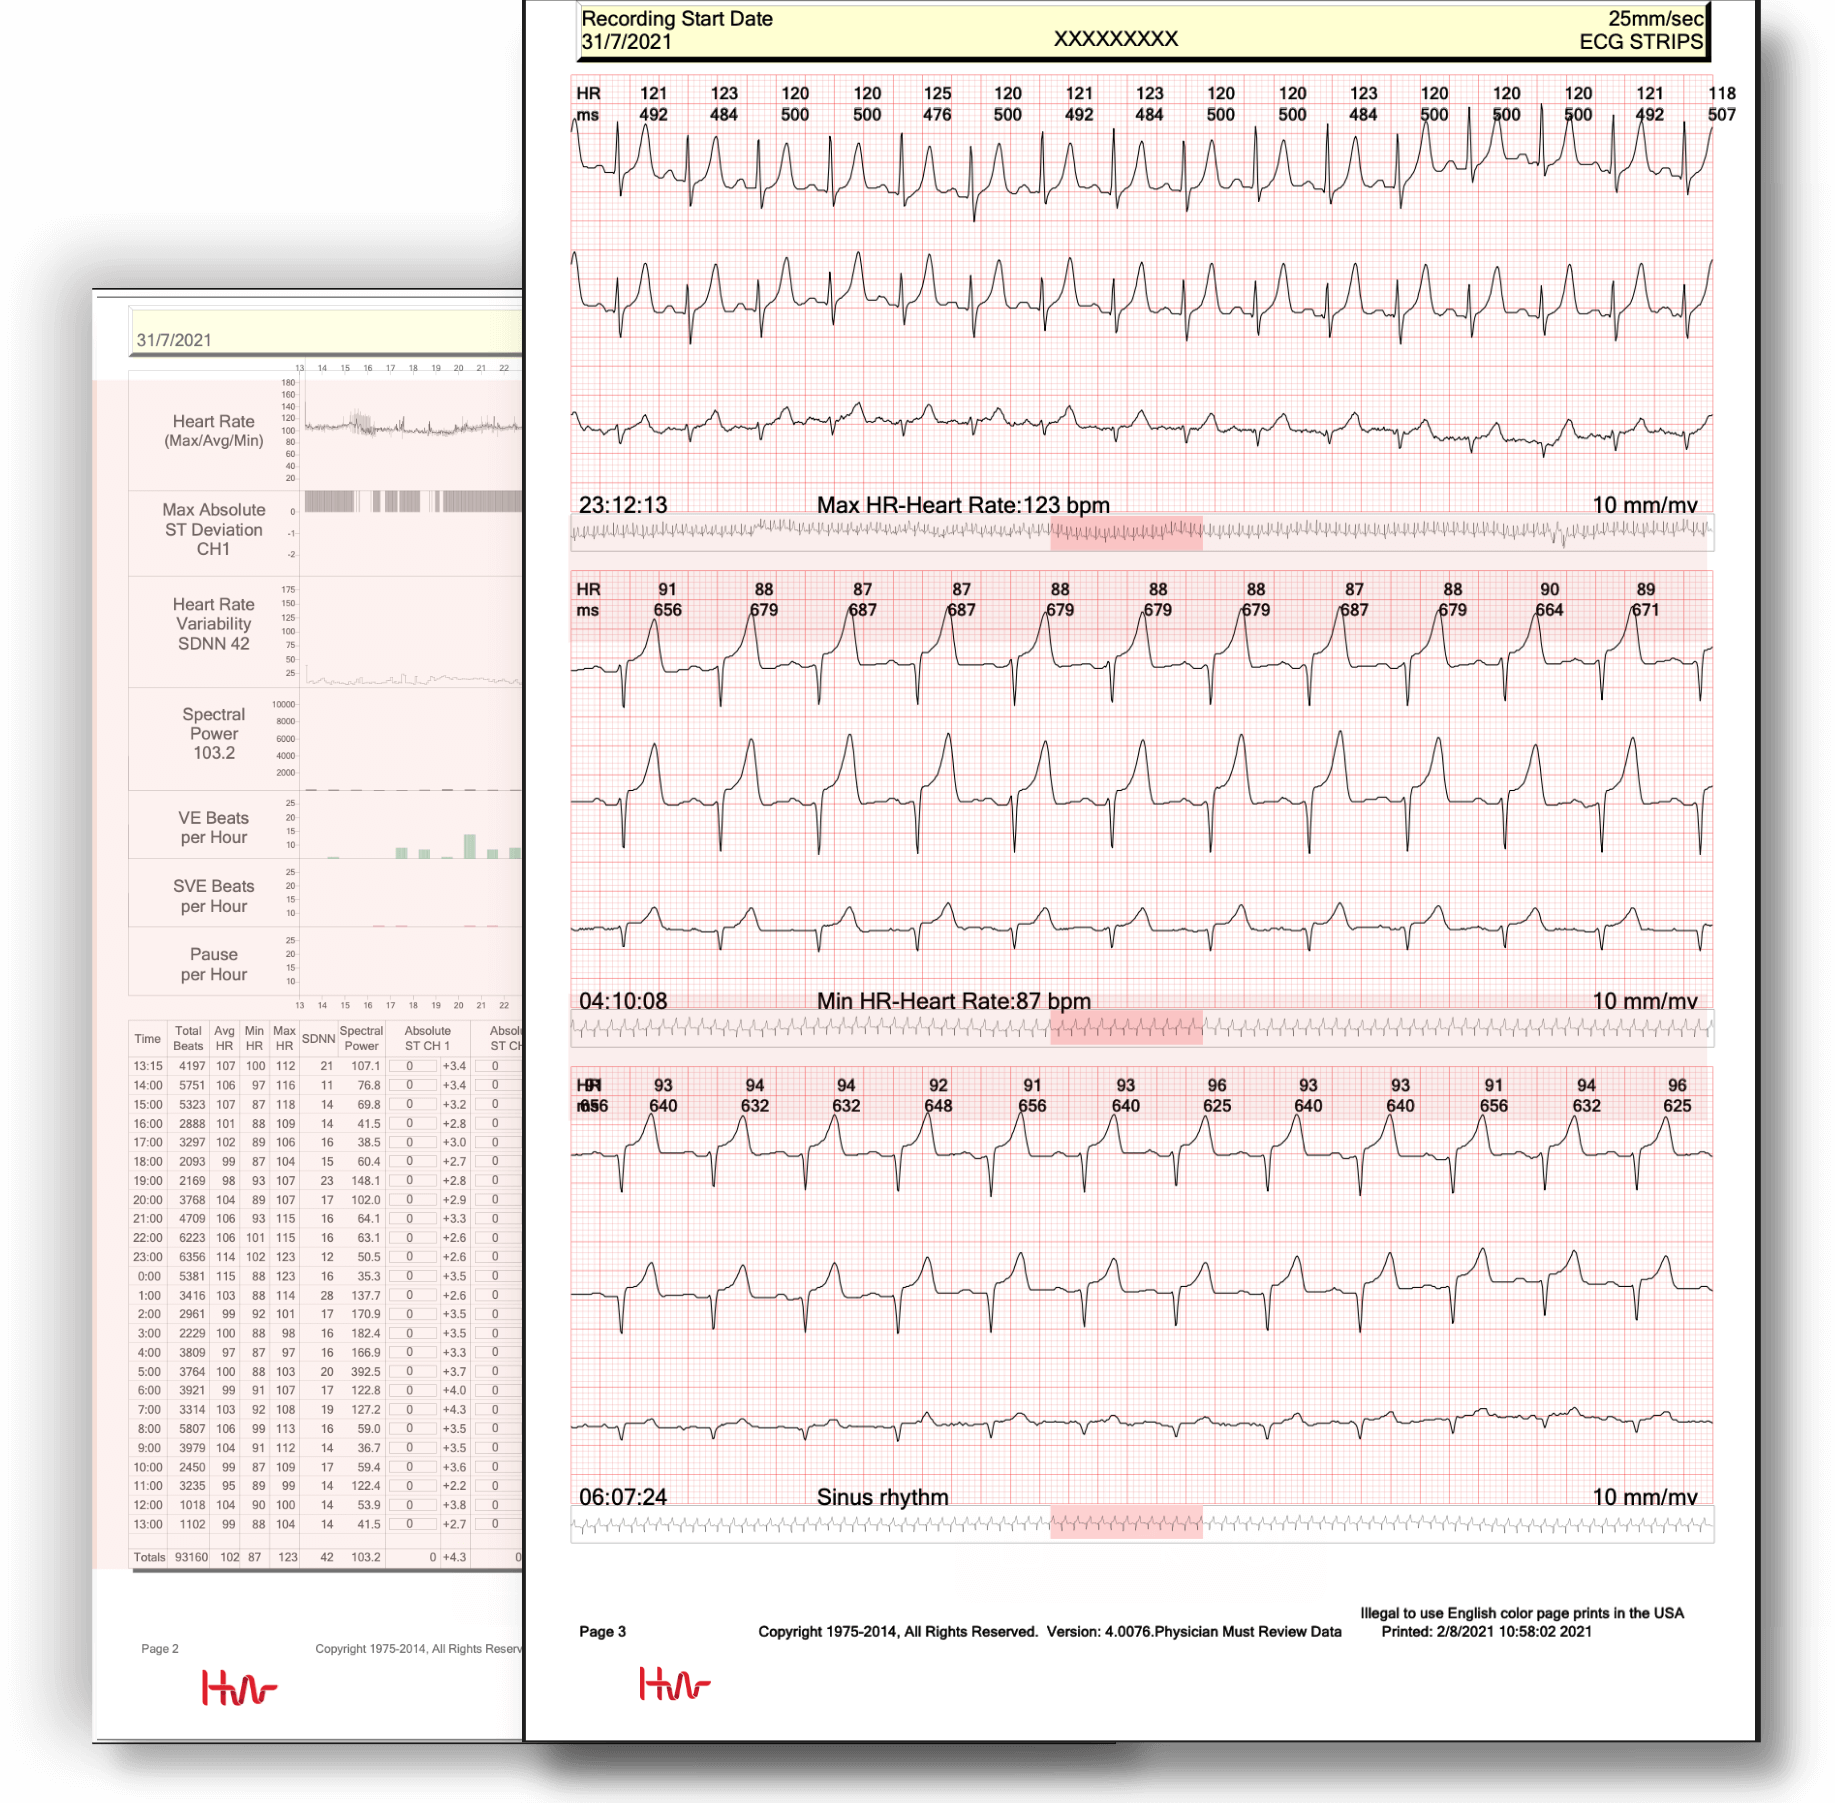 Recording Start Date 25mm/sec
31/7/2021 XXXXXXXXX ECG STRIPS
HR 121 123 120 120 125 120 121 123 120 120 123 120 120 120 121 118
ms 492 484 500 500 476 500 492 484 500 500 484 500 500 500 492 507
23:12:13 Max HR-Heart Rate:123 bpm 10 mm/mv
HR 91 88 87 87 88 88 88 87 88 90 89
ms 656 679 687 687 679 679 679 687 679 664 671
04:10:08 Min HR-Heart Rate:87 bpm 10 mm/mv
HR 91 93 94 94 92 91 93 96 93 93 91 94 96
ms 656 640 632 632 648 656 640 625 640 640 656 632 625
06:07:24 Sinus rhythm 10 mm/mv
Illegal to use English color page prints in the USA
Page 3 Copyright 1975-2014, All Rights Reserved. Version: 4.0076.Physician Must Review Data Printed: 2/8/2021 10:58:02 2021
31/7/2021
13 14 15 16 17 18 19 20 21 22
Heart Rate
(Max/Avg/Min)
180
160
140
120
100
80
60
40
20
Max Absolute
ST Deviation
CH1
0
-1
-2
Heart Rate
Variability
SDNN 42
175
150
125
100
75
50
25
Spectral
Power
103.2
10000
8000
6000
4000
2000
VE Beats
per Hour
25
20
15
10
SVE Beats
per Hour
25
20
15
10
Pause
per Hour
25
20
15
10
13 14 15 16 17 18 19 20 21 22
Time Total Beats Avg HR Min HR Max HR SDNN Spectral Power Absolute ST CH 1
13:15 4197 107 100 112 21 107.1 0 +3.4 0
14:00 5751 106 97 116 11 76.8 0 +3.4 0
15:00 5323 107 87 118 14 69.8 0 +3.2 0
16:00 2888 101 88 109 14 41.5 0 +2.8 0
17:00 3297 102 89 106 16 38.5 0 +3.0 0
18:00 2093 99 87 104 15 60.4 0 +2.7 0
19:00 2169 98 93 107 23 148.1 0 +2.8 0
20:00 3768 104 89 107 17 102.0 0 +2.9 0
21:00 4709 106 93 115 16 64.1 0 +3.3 0
22:00 6223 106 101 115 16 63.1 0 +2.6 0
23:00 6356 114 102 123 12 50.5 0 +2.6 0
0:00 5381 115 88 123 16 35.3 0 +3.5 0
1:00 3416 103 88 114 28 137.7 0 +2.6 0
2:00 2961 99 92 101 17 170.9 0 +3.5 0
3:00 2229 100 88 98 16 182.4 0 +3.5 0
4:00 3809 97 87 97 16 166.9 0 +3.3 0
5:00 3764 100 88 103 20 392.5 0 +3.7 0
6:00 3921 99 91 107 17 122.8 0 +4.0 0
7:00 3314 103 92 108 19 127.2 0 +4.3 0
8:00 5807 106 99 113 16 59.0 0 +3.5 0
9:00 3979 104 91 112 14 36.7 0 +3.5 0
10:00 2450 99 87 109 17 59.4 0 +3.6 0
11:00 3235 95 89 99 14 122.4 0 +2.2 0
12:00 1018 104 90 100 14 53.9 0 +3.8 0
13:00 1102 99 88 104 14 41.5 0 +2.7 0
Totals 93160 102 87 123 42 103.2 0 +4.3 0
Page 2 Copyright 1975-2014, All Rights